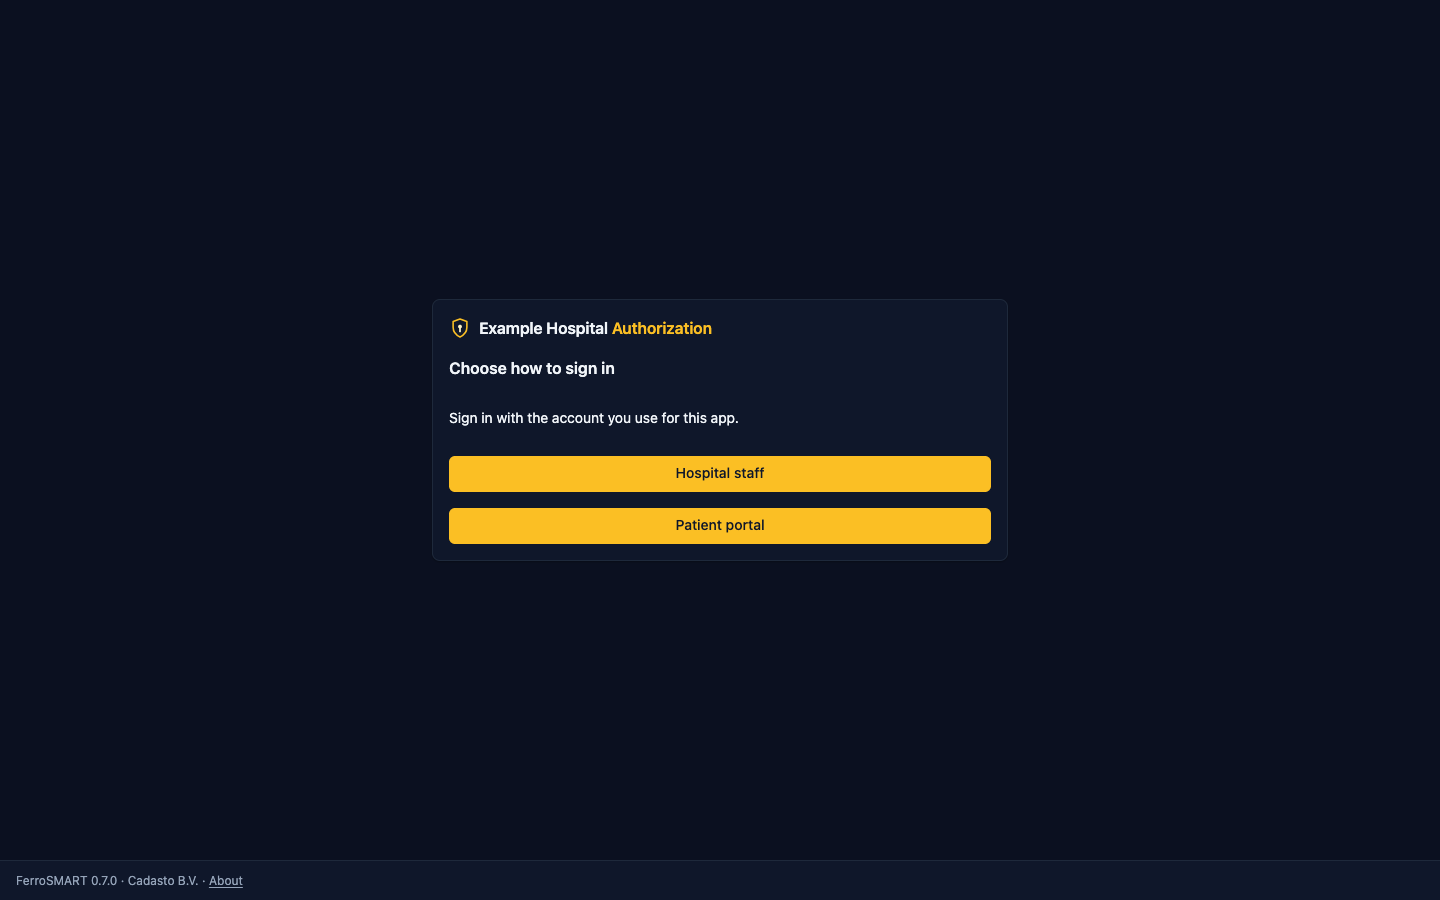 Example Hospital Authorization
Choose how to sign in
Sign in with the account you use for this app.
Hospital staff
Patient portal
FerroSMART 0.7.0 · Cadasto B.V. · About